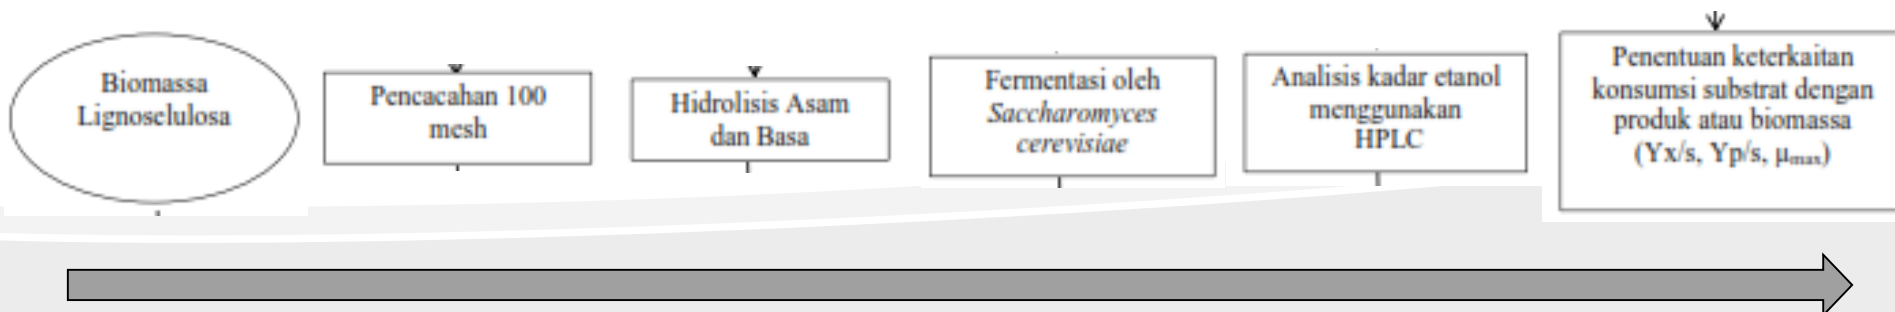 Biomassa
Lignoselulosa
Pencacahan 100
mesh
Hidrolisis Asam
dan Basa
Fermentasi oleh
Saccharomyces
cerevisiae
Analisis kadar etanol
menggunakan
HPLC
Penentuan keterkaitan
konsumsi substrat dengan
produk atau biomassa
(Yx/s, Yp/s, μmax)